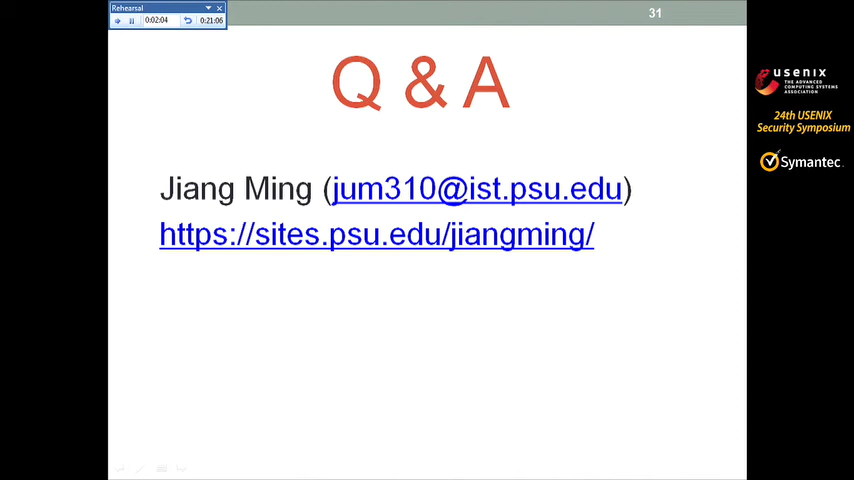 Rehearsal
0:02:04
0:21:06
31
Q & A
Jiang Ming (jum310@ist.psu.edu)
https://sites.psu.edu/jiangming/
usenix
THE ADVANCED
COMPUTING SYSTEMS
ASSOCIATION
24th USENIX
Security Symposium
Symantec.